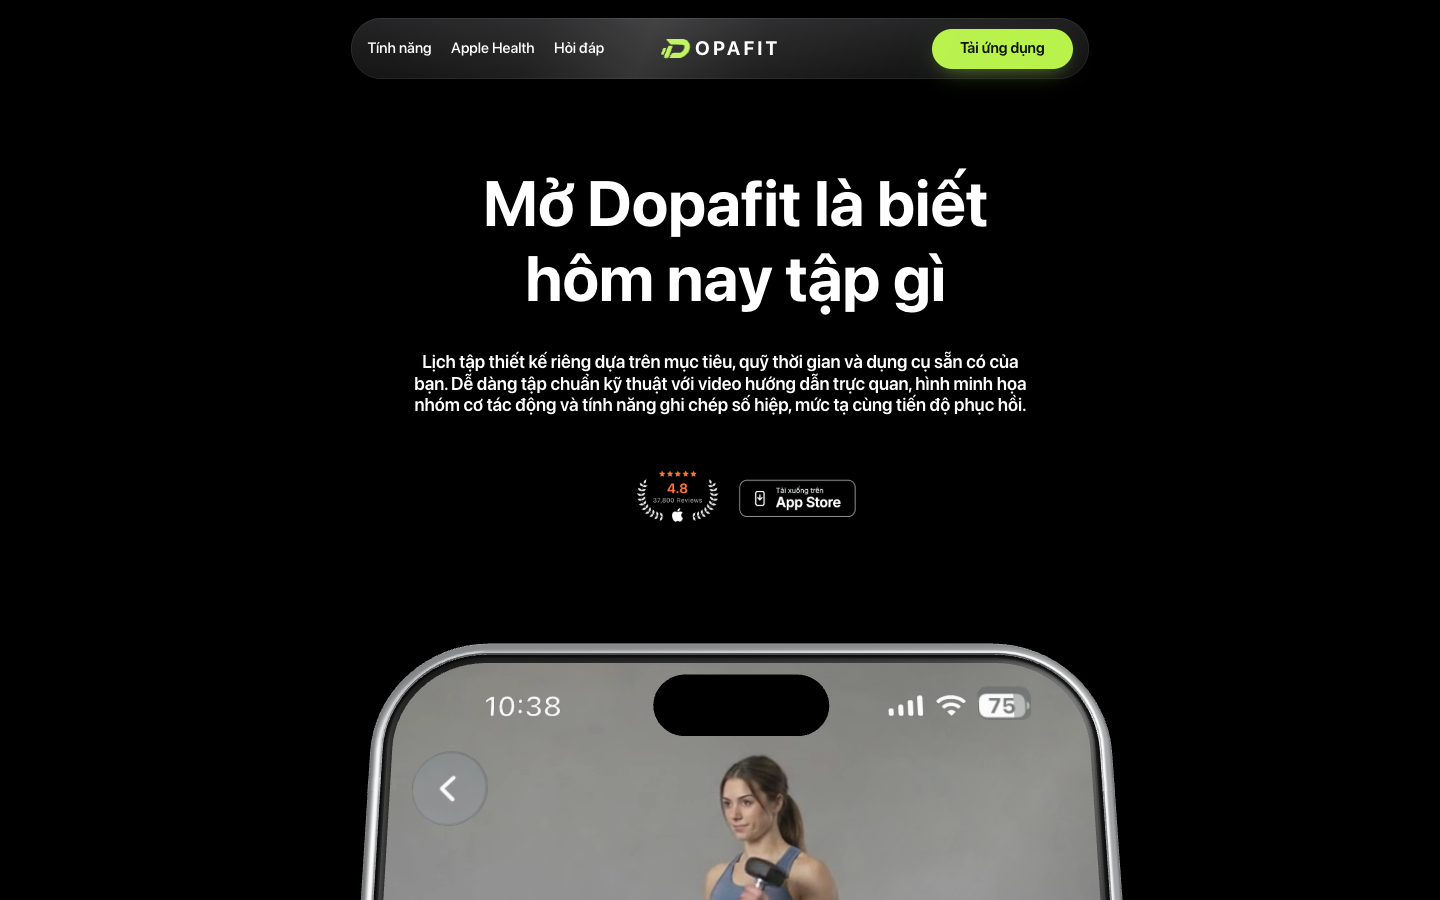 Tính năng
Apple Health
Hỏi đáp
OPAFIT
Tải ứng dụng
Mở Dopafit là biết
hôm nay tập gì
Lịch tập thiết kế riêng dựa trên mục tiêu, quỹ thời gian và dụng cụ sẵn có của
bạn. Dễ dàng tập chuẩn kỹ thuật với video hướng dẫn trực quan, hình minh họa
nhóm cơ tác động và tính năng ghi chép số hiệp, mức tạ cùng tiến độ phục hồi.
4.8
37,800 Reviews
Tải xuống trên
App Store
10:38
75